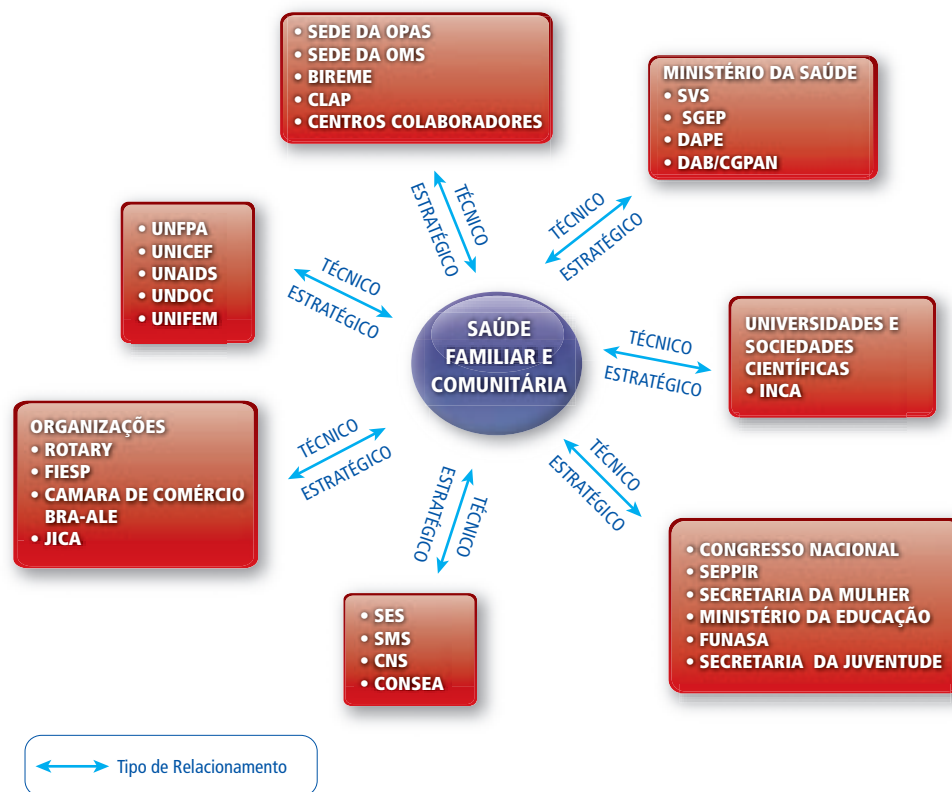 • SEDE DA OPAS
• SEDE DA OMS
• BIREME
• CLAP
• CENTROS COLABORADORES
MINISTÉRIO DA SAÚDE
• SVS
• SGEP
• DAPE
• DAB/CGPAN
TÉCNICO
ESTRATÉGICO
TÉCNICO
ESTRATÉGICO
• UNFPA
• UNICEF
• UNAIDS
• UNDOC
• UNIFEM
TÉCNICO
ESTRATÉGICO
SAÚDE
FAMILIAR E
COMUNITÁRIA
TÉCNICO
ESTRATÉGICO
UNIVERSIDADES E
SOCIEDADES
CIENTÍFICAS
• INCA
ORGANIZAÇÕES
• ROTARY
• FIESP
• CAMARA DE COMÉRCIO
BRA-ALE
• JICA
TÉCNICO
ESTRATÉGICO
TÉCNICO
ESTRATÉGICO
TÉCNICO
ESTRATÉGICO
• SES
• SMS
• CNS
• CONSEA
• CONGRESSO NACIONAL
• SEPPIR
• SECRETARIA DA MULHER
• MINISTÉRIO DA EDUCAÇÃO
• FUNASA
• SECRETARIA DA JUVENTUDE
Tipo de Relacionamento